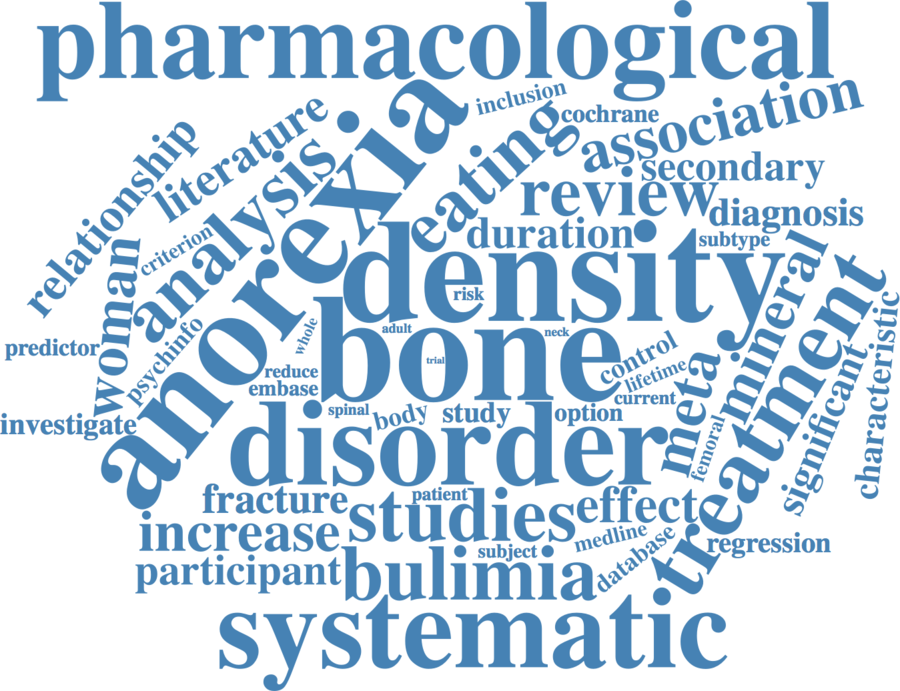 pharmacological
anorexia
inclusion
eating
cochrane
association
literature
relationship
analysis
secondary
review
diagnosis
criterion
duration
subtype
woman
density
mineral
risk
treatment
psychinfo
whole
bone
adult
neck
trial
predictor
control
characteristic
reduce
lifetime
meta
embase
current
significant
investigate
spinal
body
study
option
femoral
disorder
fracture
patient
studies
effect
increase
medline
database
regression
subject
participant
bulimia
systematic